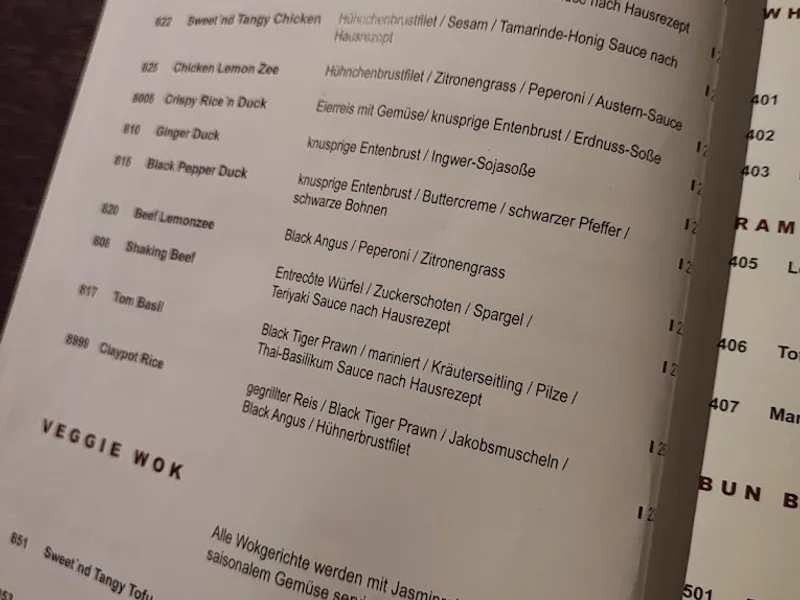 nach Hausrezept
622 Sweet'nd Tangy Chicken Hühnchenbrustfilet / Sesam / Tamarinde-Honig Sauce nach
Hausrezept
625 Chicken Lemon Zee Hühnchenbrustfilet / Zitronengrass / Peperoni / Austern-Sauce
6005 Crispy Rice'n Duck Eierreis mit Gemüse/ knusprige Entenbrust / Erdnuss-Soße
810 Ginger Duck knusprige Entenbrust / Ingwer-Sojasoße
815 Black Pepper Duck knusprige Entenbrust / Buttercreme / schwarzer Pfeffer /
schwarze Bohnen
820 Beef Lemonzee Black Angus / Peperoni / Zitronengrass
806 Shaking Beef Entrecôte Würfel / Zuckerschoten / Spargel /
Teriyaki Sauce nach Hausrezept
817 Tom Basil Black Tiger Prawn / mariniert / Kräuterseitling / Pilze /
Thai-Basilikum Sauce nach Hausrezept
8996 Claypot Rice gegrillter Reis / Black Tiger Prawn / Jakobsmuscheln /
Black Angus / Hühnerbrustfilet
VEGGIE WOK
Alle Wokgerichte werden mit
saisonalem Gemüse
851 Sweet'nd Tangy Tofu
WH
401
402
403
RAM
405
406
407
BUN B
501